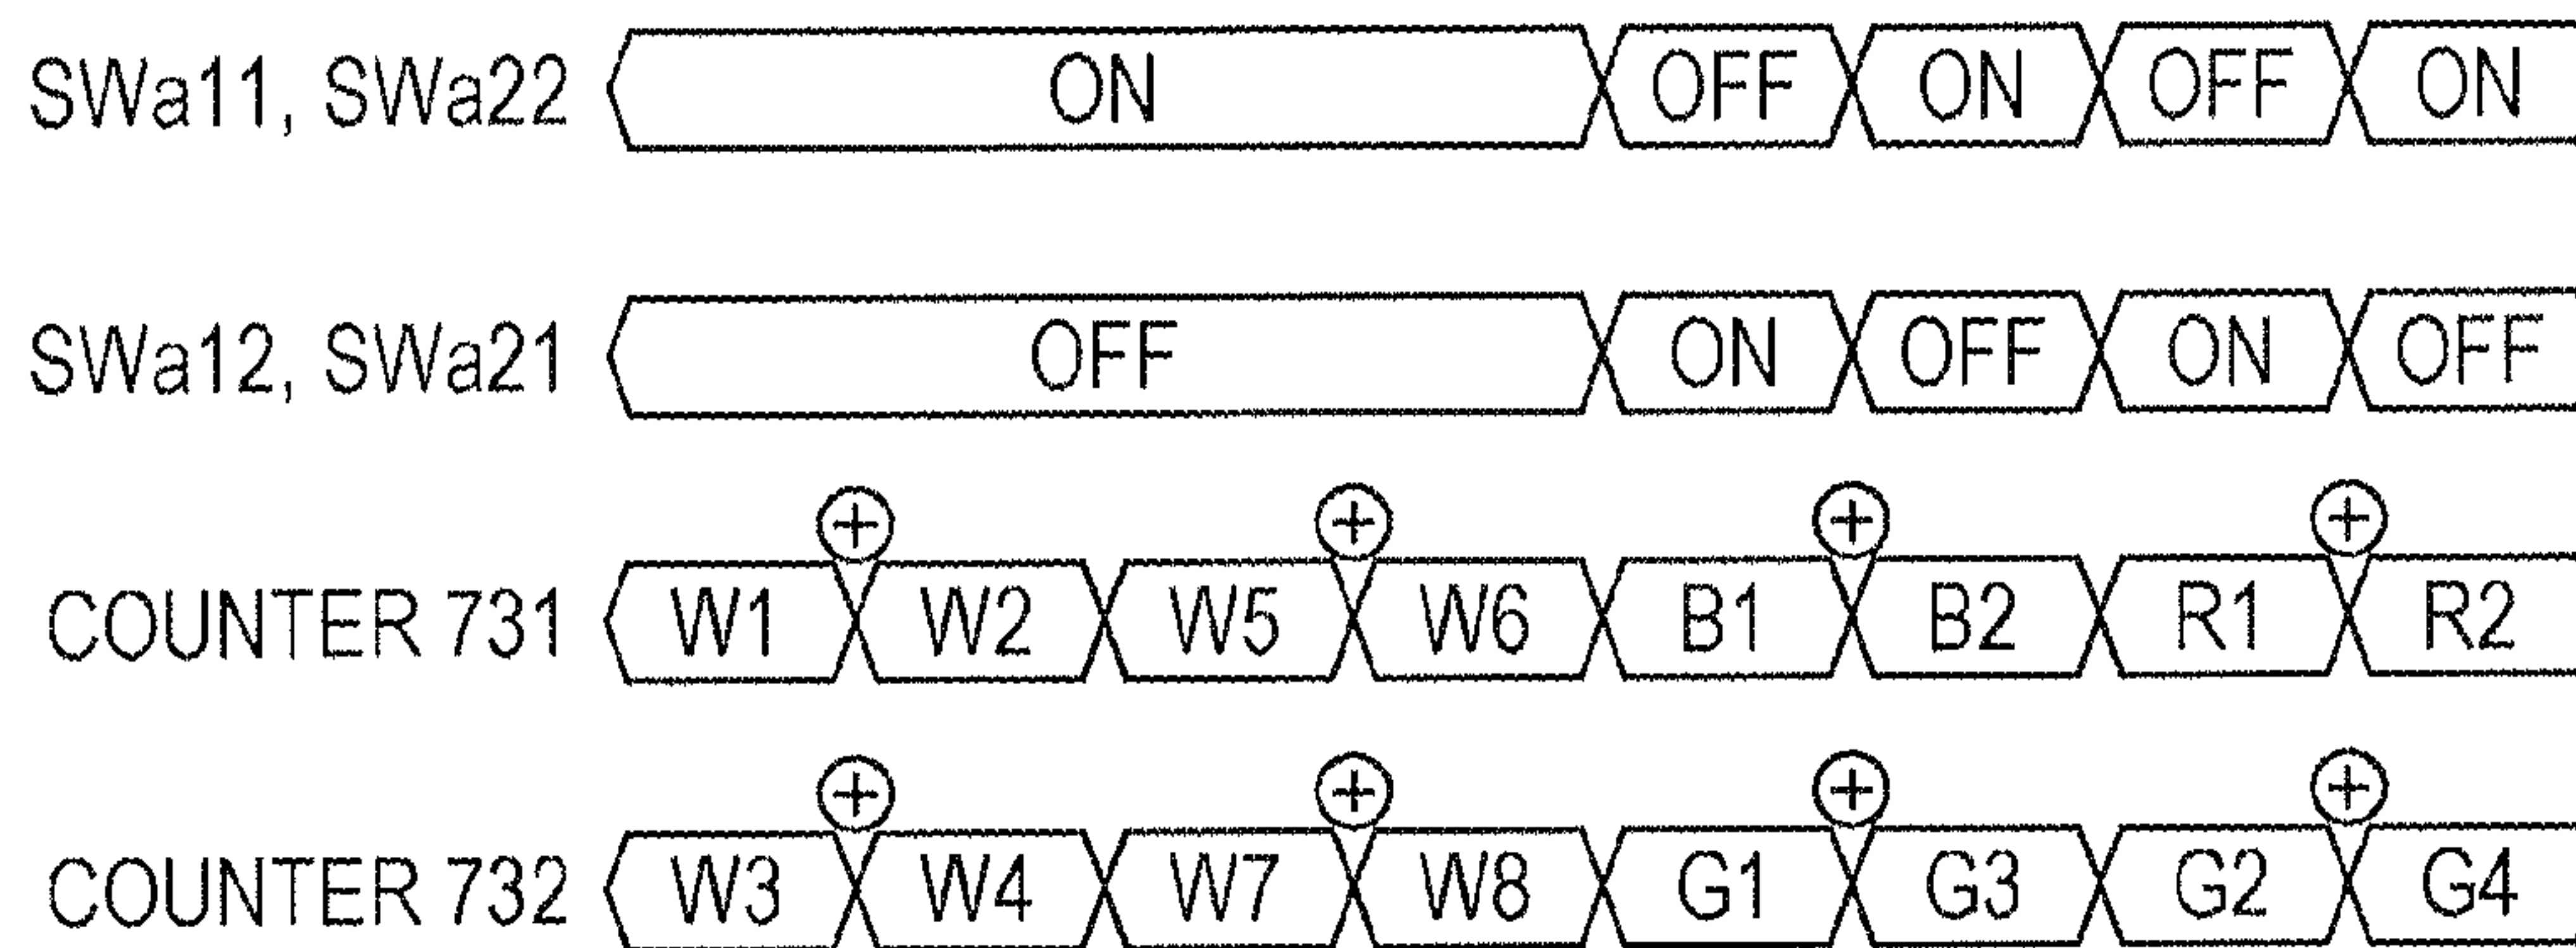 SWa11, SWa22 ON OFF ON OFF ON
SWa12, SWa21 OFF ON OFF ON OFF
+ + + +
COUNTER 731 W1 W2 W5 W6 B1 B2 R1 R2
+ + + +
COUNTER 732 W3 W4 W7 W8 G1 G3 G2 G4